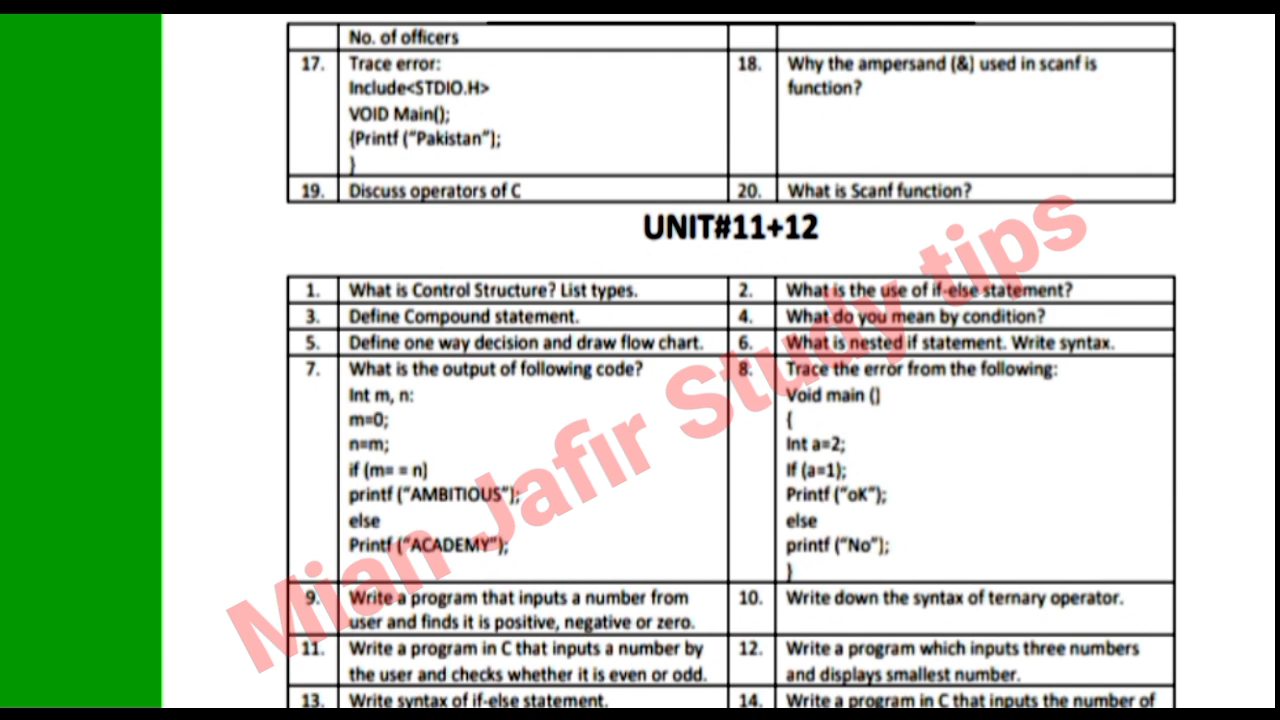 No. of officers
17. Trace error:
Include<STDIO.H>
VOID Main();
{Printf ("Pakistan");
}
18. Why the ampersand (&) used in scanf is
function?
19. Discuss operators of C
20. What is Scanf function?
UNIT#11+12
1. What is Control Structure? List types.
2. What is the use of if-else statement?
3. Define Compound statement.
4. What do you mean by condition?
5. Define one way decision and draw flow chart.
6. What is nested if statement. Write syntax.
7. What is the output of following code?
Int m, n:
m=0;
n=m;
if (m= = n)
printf ("AMBITIOUS");
else
Printf ("ACADEMY");
8. Trace the error from the following:
Void main ()
{
Int a=2;
If (a=1);
Printf ("oK");
else
printf ("No");
}
9. Write a program that inputs a number from
user and finds it is positive, negative or zero.
10. Write down the syntax of ternary operator.
11. Write a program in C that inputs a number by
the user and checks whether it is even or odd.
12. Write a program which inputs three numbers
and displays smallest number.
13. Write syntax of if-else statement.
14. Write a program in C that inputs the number of
Mian Jafir Study tips